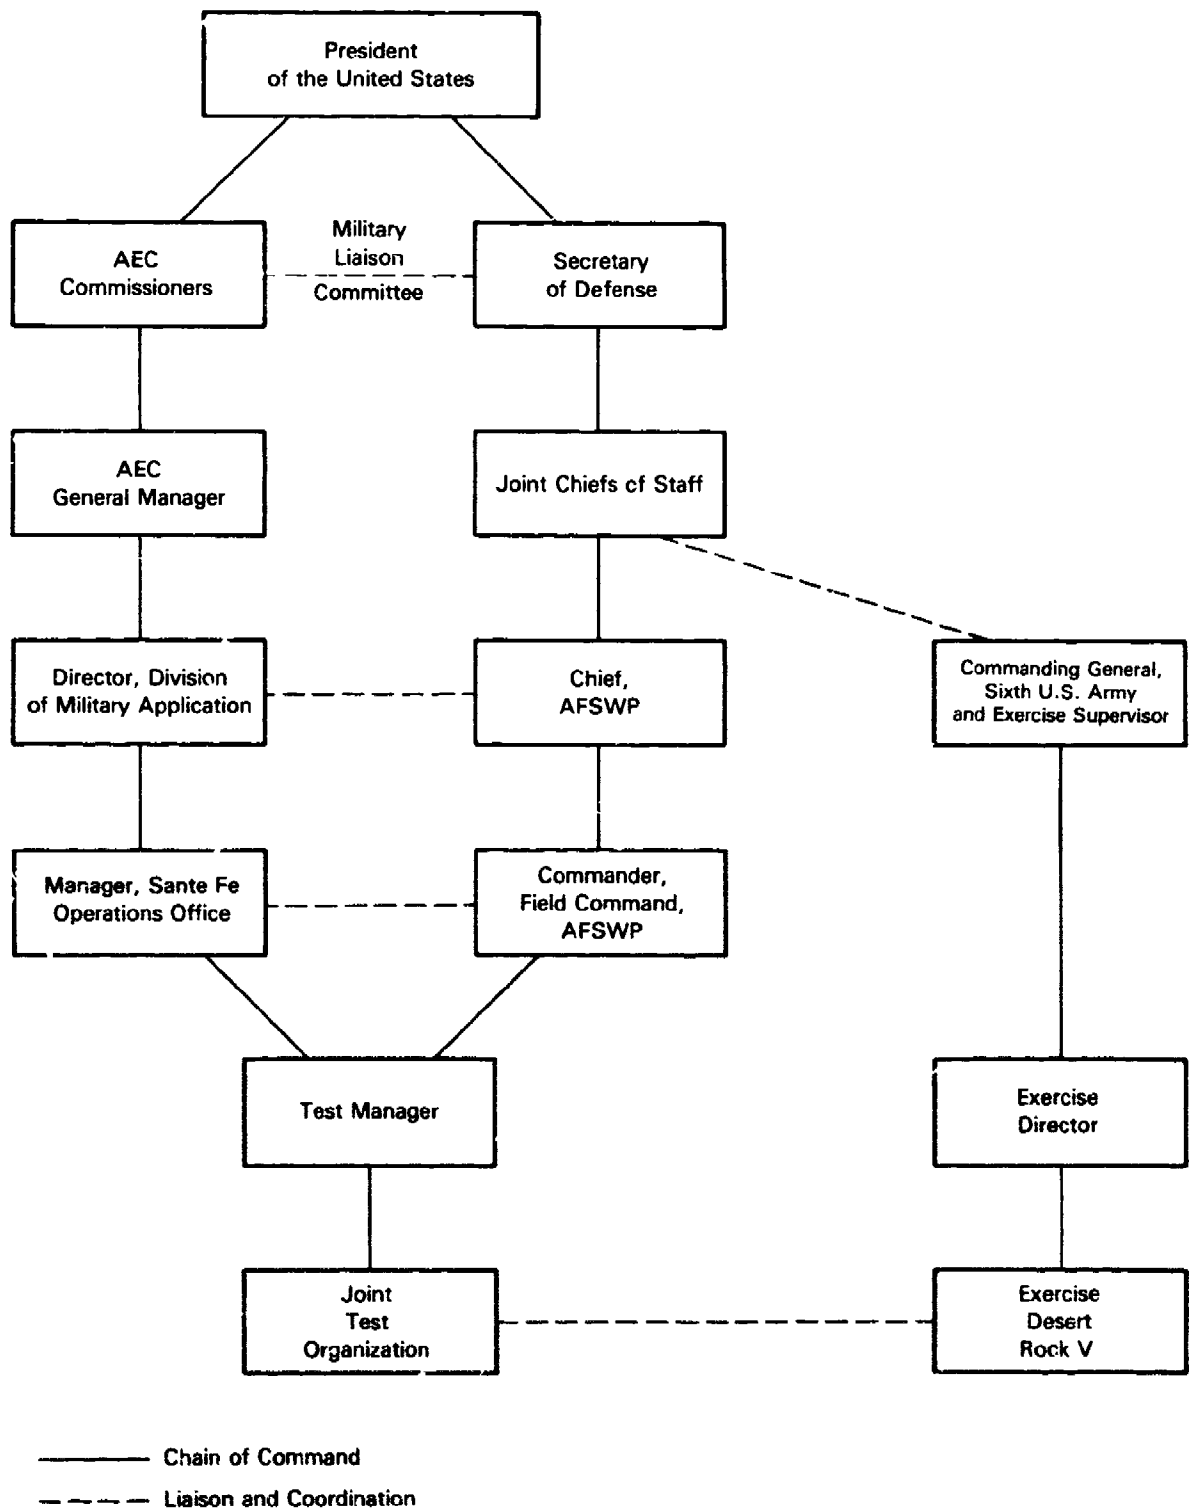 President
of the United States
AEC
Commissioners
Military
Liaison
Committee
Secretary
of Defense
AEC
General Manager
Joint Chiefs cf Staff
Director, Division
of Military Application
Chief,
AFSWP
Commanding General,
Sixth U.S. Army
and Exercise Supervisor
Manager, Sante Fe
Operations Office
Commander,
Field Command,
AFSWP
Test Manager
Exercise
Director
Joint
Test
Organization
Exercise
Desert
Rock V
Chain of Command
Liaison and Coordination